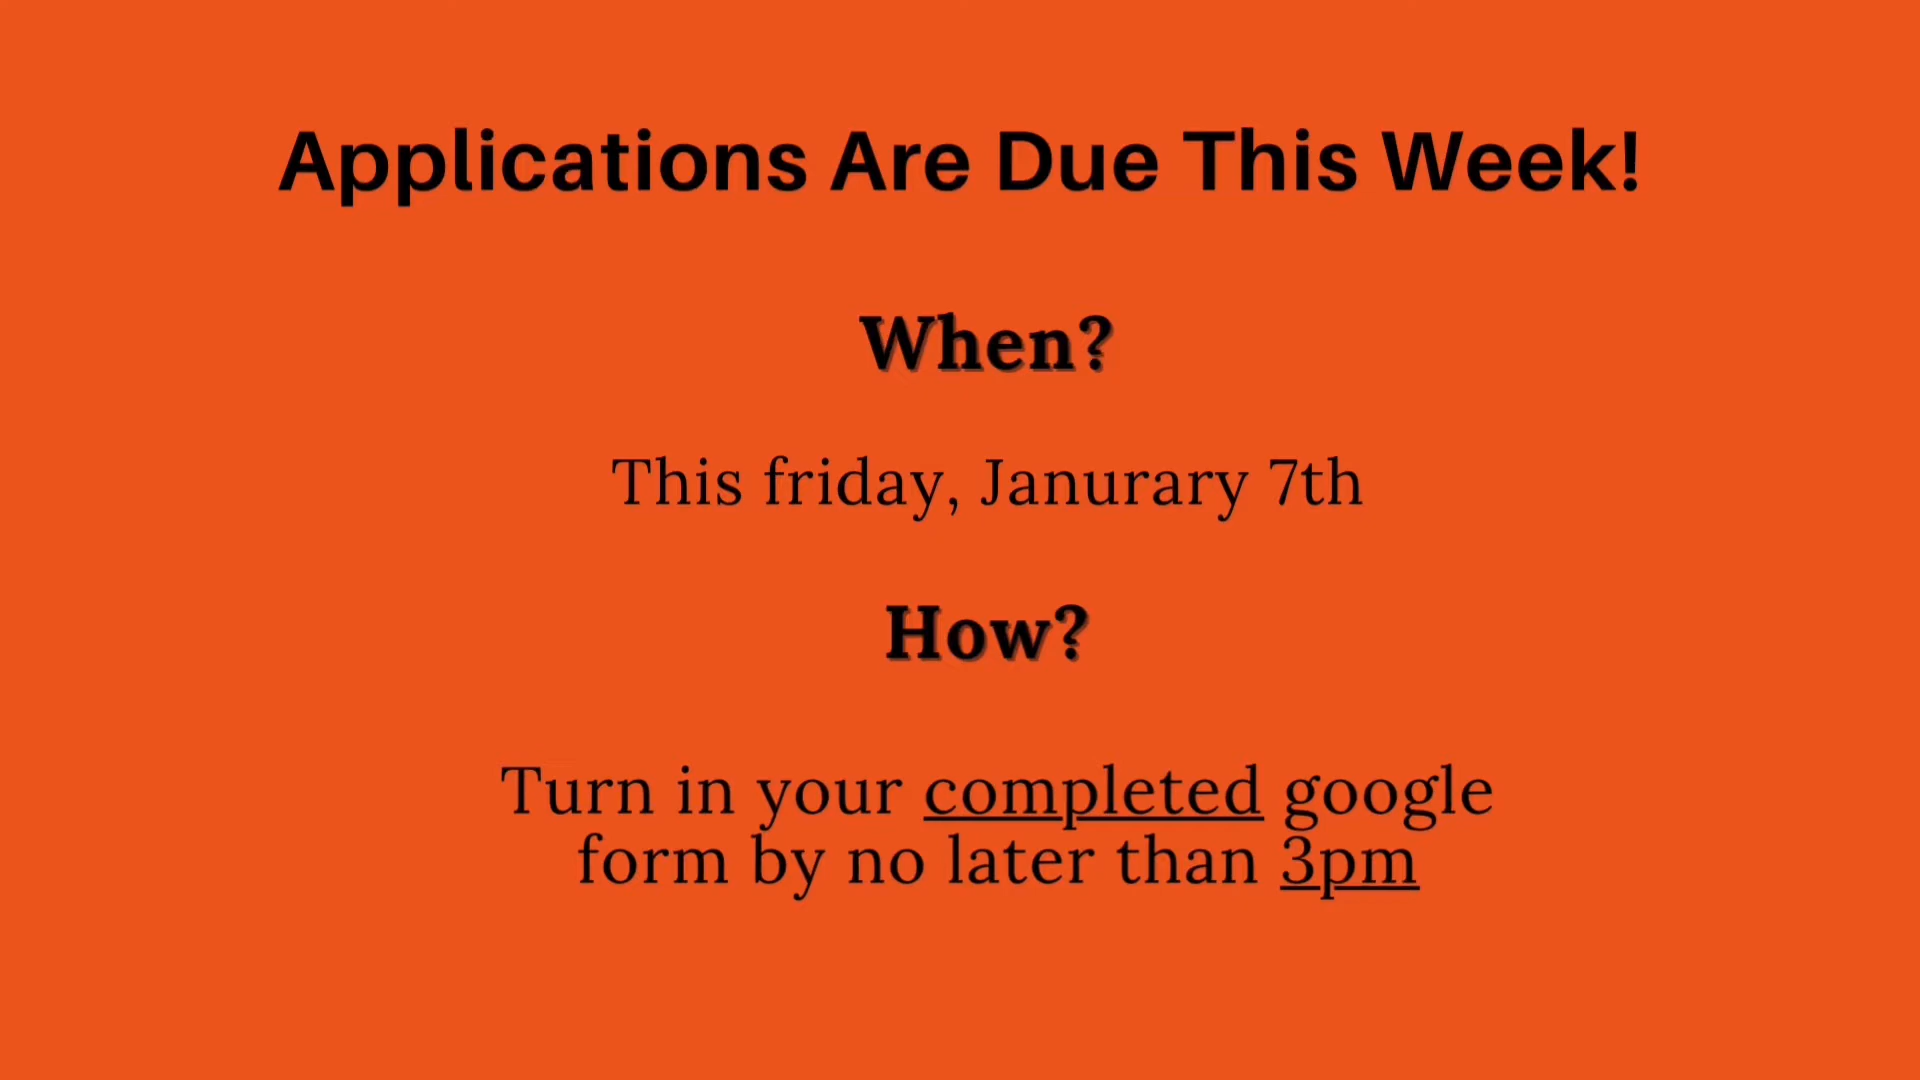 Applications Are Due This Week!
When?
This friday, Janurary 7th
How?
Turn in your completed google
form by no later than 3pm